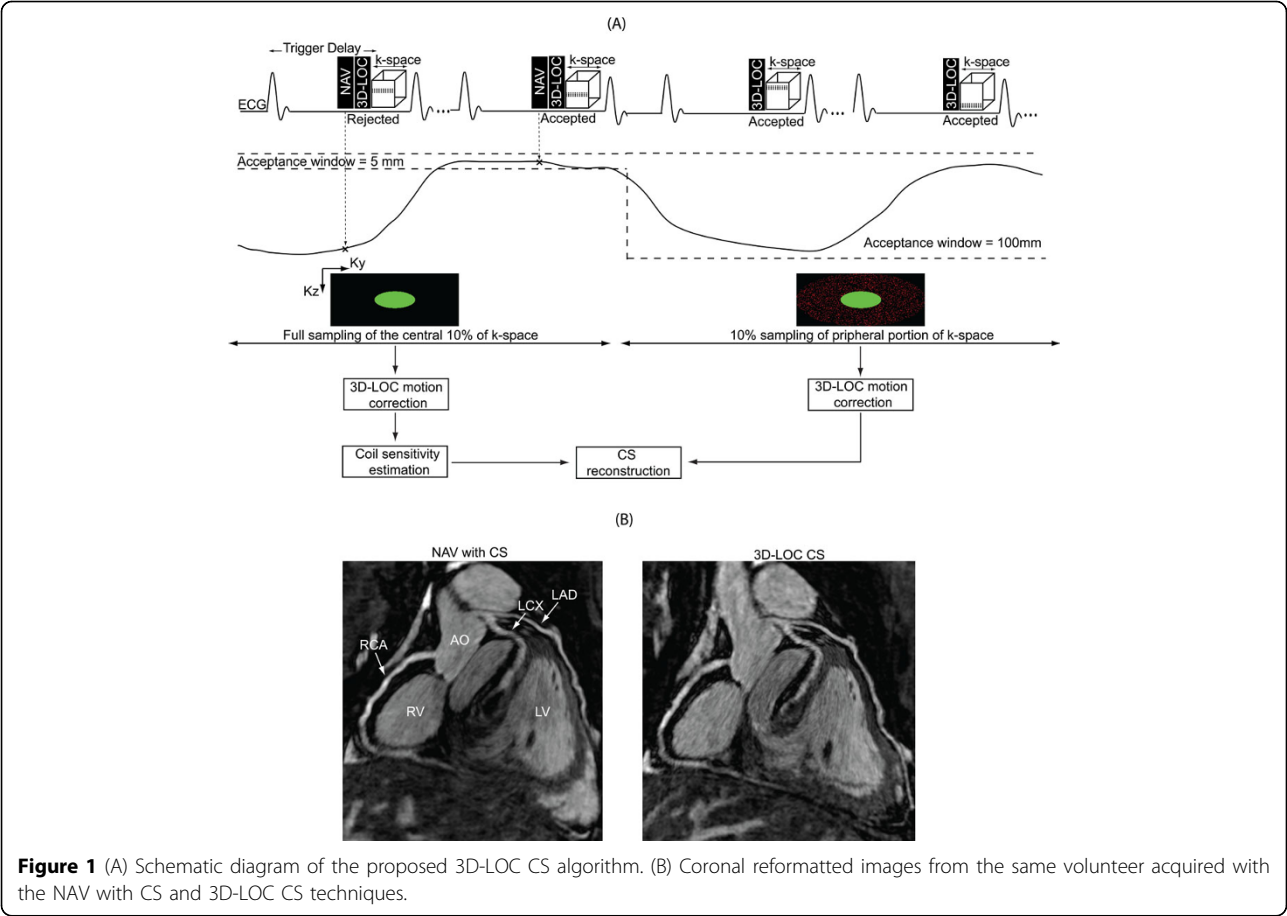 (A)
Trigger Delay
k-space k-space k-space k-space
NAV 3D-LOC NAV 3D-LOC 3D-LOC 3D-LOC
ECG
Rejected ... Accepted Accepted ... Accepted ...
Acceptance window = 5 mm
Acceptance window = 100mm
Ky
Kz
Full sampling of the central 10% of k-space 10% sampling of pripheral portion of k-space
3D-LOC motion
correction
3D-LOC motion
correction
Coil sensitivity
estimation
CS
reconstruction
(B)
NAV with CS 3D-LOC CS
LAD
LCX
RCA
AO
RV
LV
Figure 1 (A) Schematic diagram of the proposed 3D-LOC CS algorithm. (B) Coronal reformatted images from the same volunteer acquired with
the NAV with CS and 3D-LOC CS techniques.